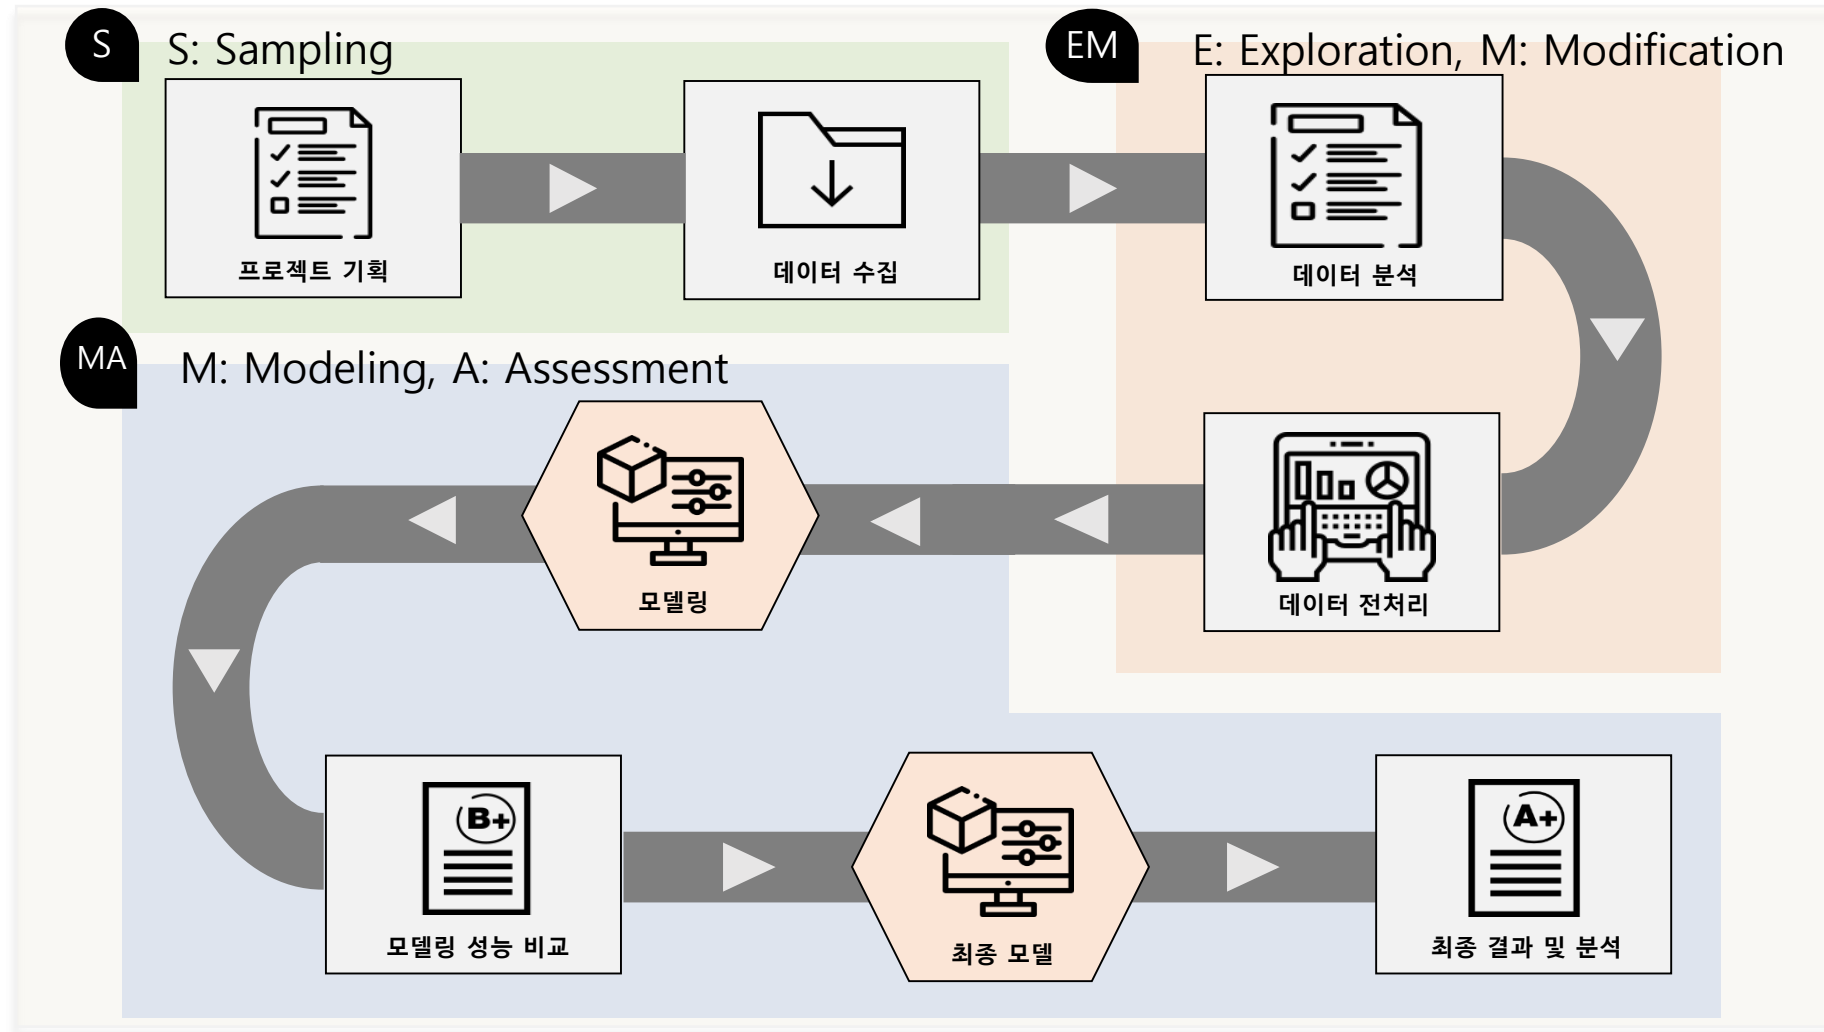 S
S: Sampling
EM
E: Exploration, M: Modification
프로젝트 기획
데이터 수집
데이터 분석
MA
M: Modeling, A: Assessment
모델링
데이터 전처리
B+
모델링 성능 비교
최종 모델
A+
최종 결과 및 분석